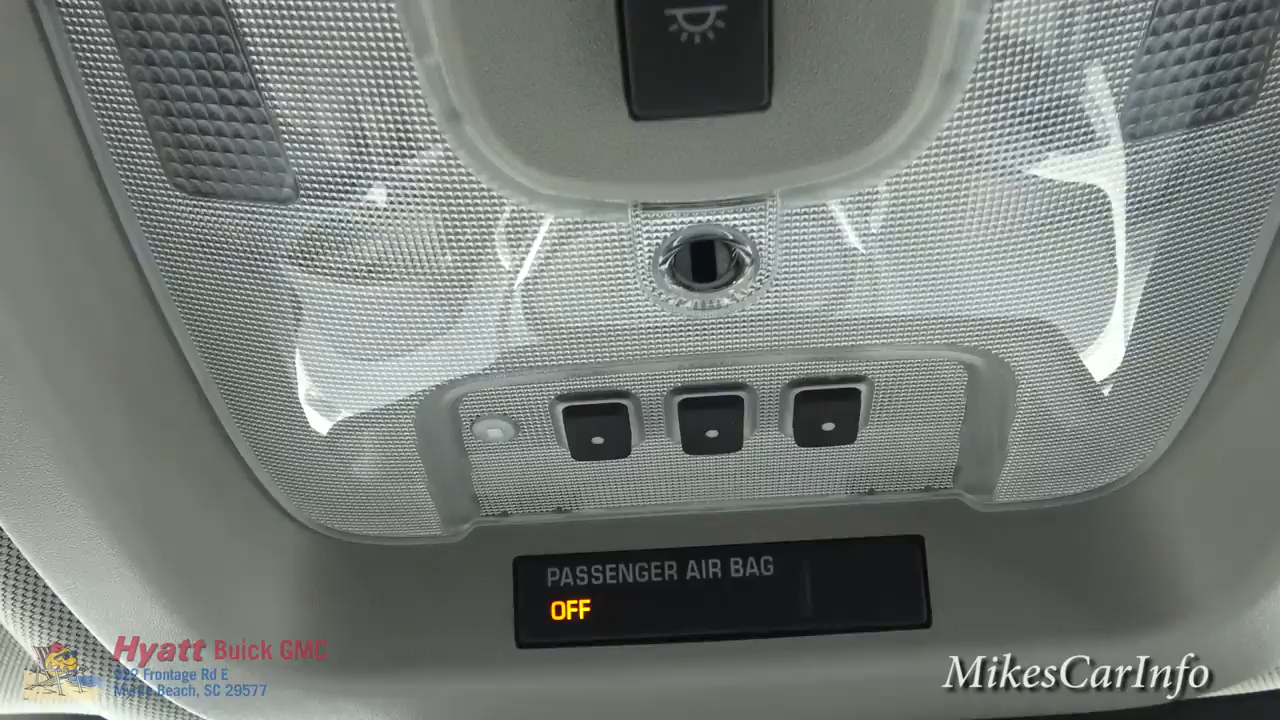 PASSENGER AIR BAG
OFF
Hyatt Buick GMC
Frontage Rd E
Beach, SC 29577
MikesCarInfo